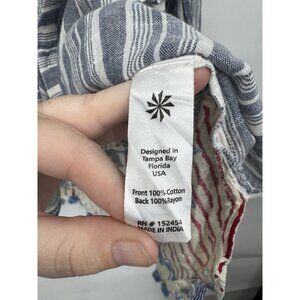 Designed in
Tampa Bay
Florida
USA
Front 100% Cotton
Back 100% Rayon
RN # 152454
MADE IN INDIA